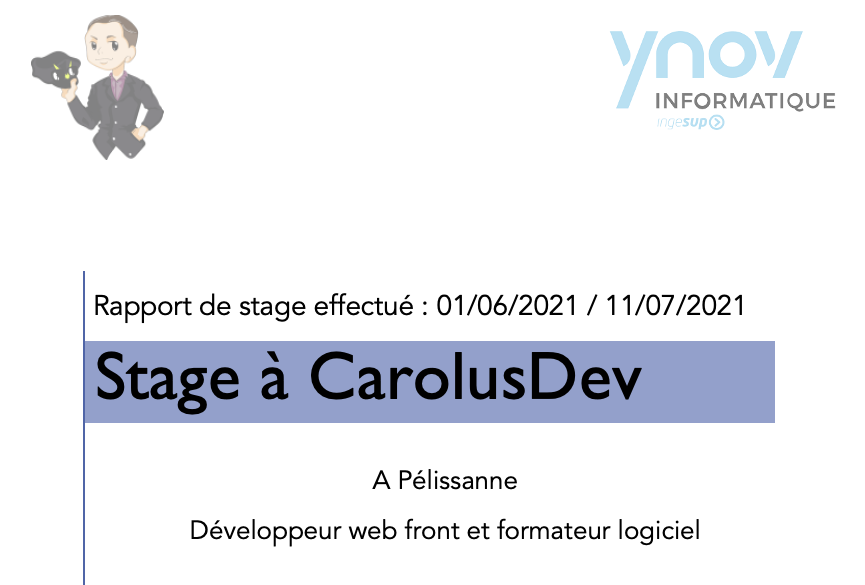 ynov
INFORMATIQUE
ingesup
Rapport de stage effectué : 01/06/2021 / 11/07/2021
Stage à CarolusDev
A Pélissanne
Développeur web front et formateur logiciel